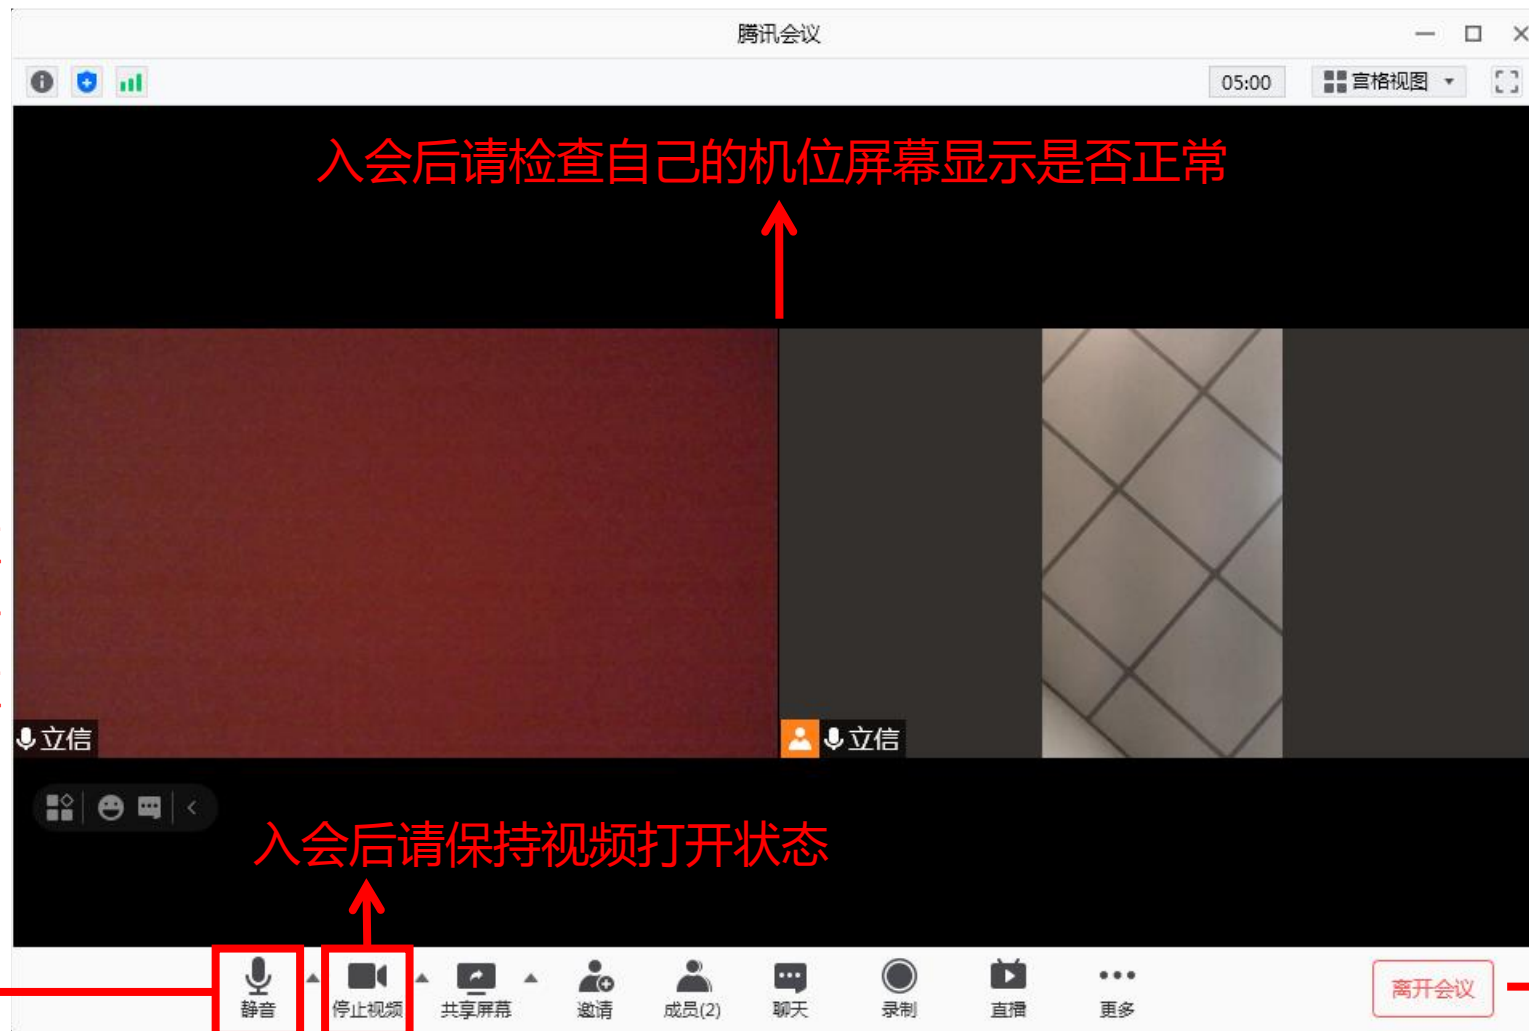 腾讯会议
05:00
宫格视图
入会后请检查自己的机位屏幕显示是否正常
立信
立信
入会后请保持视频打开状态
静音
停止视频
共享屏幕
邀请
成员(2)
聊天
录制
直播
更多
离开会议